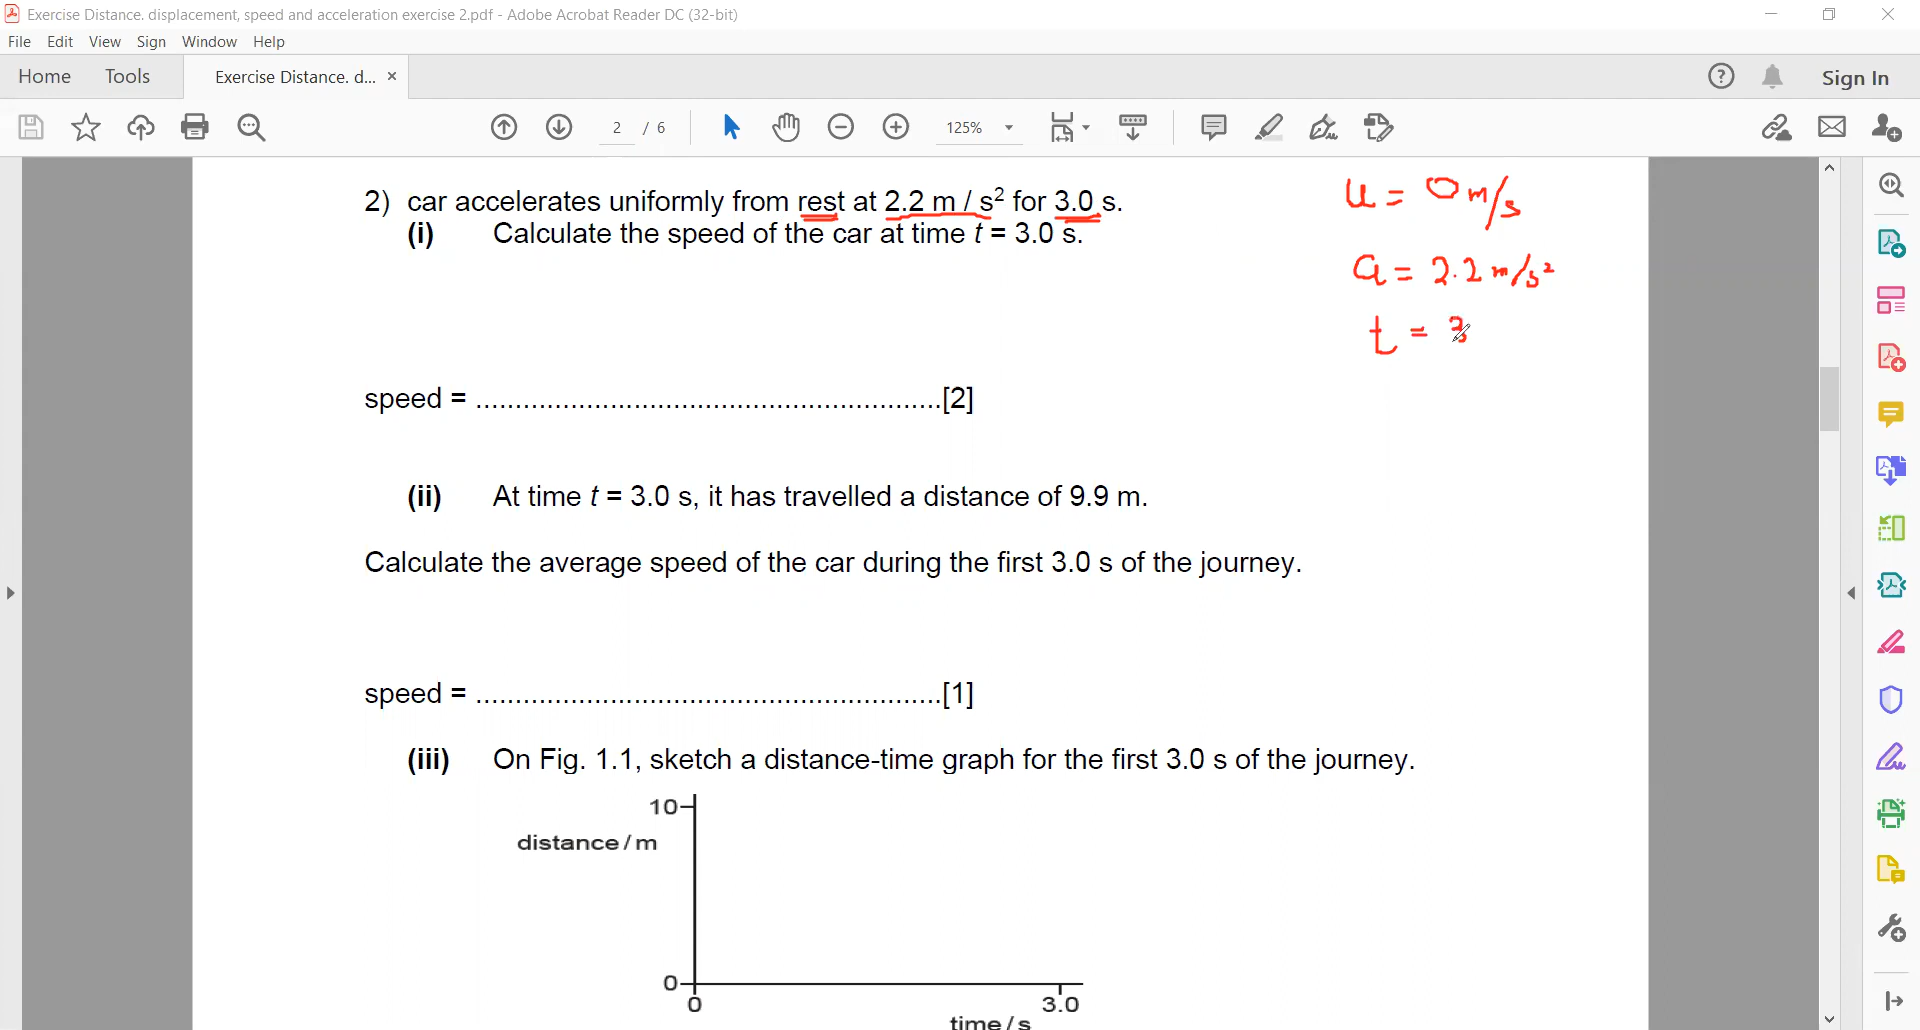 Exercise Distance. displacement, speed and acceleration exercise 2.pdf - Adobe Acrobat Reader DC (32-bit)
File Edit View Sign Window Help
Home Tools Exercise Distance. d... × Sign In
2 / 6 125%
2) car accelerates uniformly from rest at 2.2 m / s² for 3.0 s.
u = 0 m/s
(i) Calculate the speed of the car at time t = 3.0 s.
a = 2.2 m/s²
t = 3
speed = ............................................................[2]
(ii) At time t = 3.0 s, it has travelled a distance of 9.9 m.
Calculate the average speed of the car during the first 3.0 s of the journey.
speed = ............................................................[1]
(iii) On Fig. 1.1, sketch a distance-time graph for the first 3.0 s of the journey.
10
distance / m
0
0 3.0
time / s